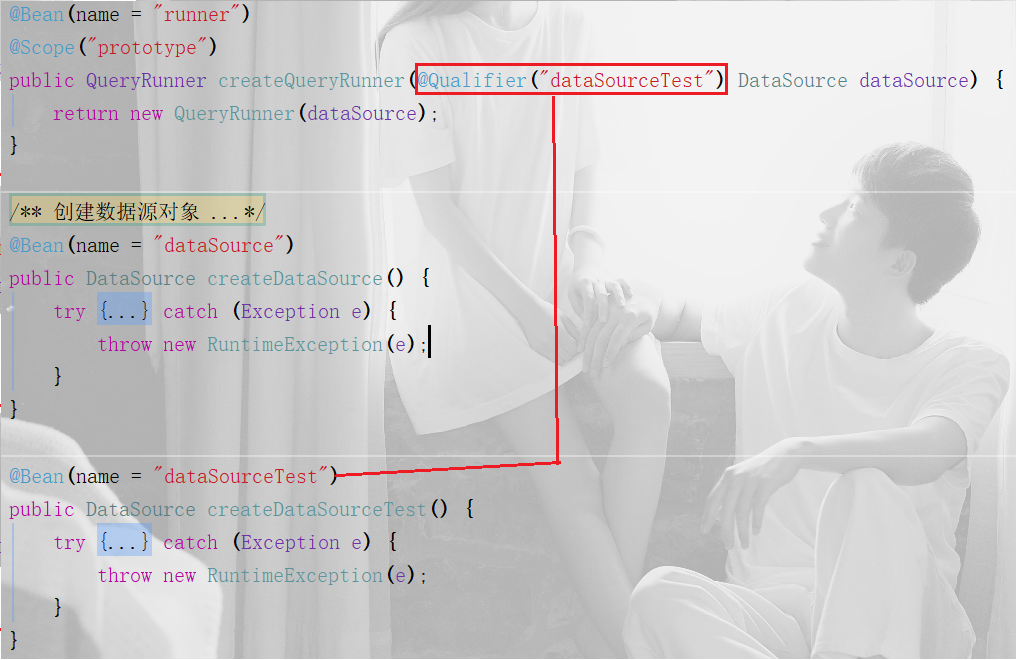 @Bean(name = "runner")
@Scope("prototype")
public QueryRunner createQueryRunner(@Qualifier("dataSourceTest") DataSource dataSource) {
return new QueryRunner(dataSource);
}
/** 创建数据源对象 ...*/
@Bean(name = "dataSource")
public DataSource createDataSource() {
try {...} catch (Exception e) {
throw new RuntimeException(e);
}
}
@Bean(name = "dataSourceTest")
public DataSource createDataSourceTest() {
try {...} catch (Exception e) {
throw new RuntimeException(e);
}
}